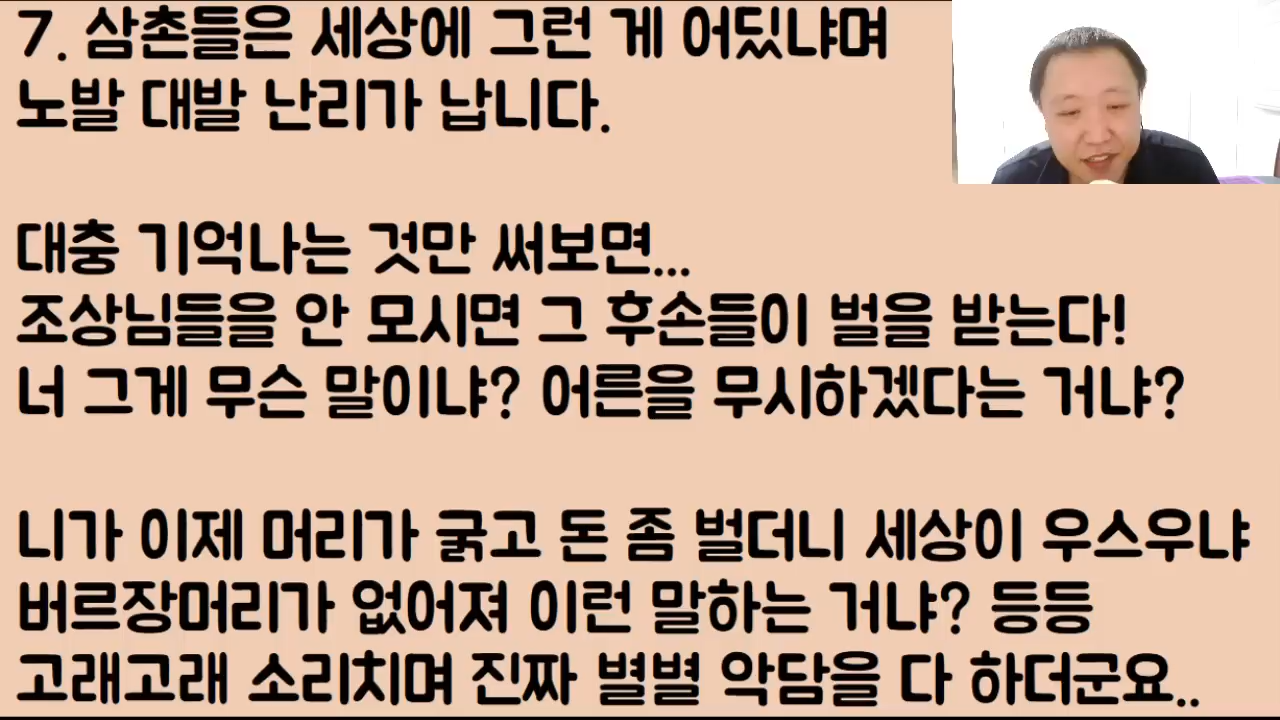 7. 삼촌들은 세상에 그런 게 어딨냐며
노발 대발 난리가 납니다.
대충 기억나는 것만 써보면...
조상님들을 안 모시면 그 후손들이 벌을 받는다!
너 그게 무슨 말이냐? 어른을 무시하겠다는 거냐?
니가 이제 머리가 굵고 돈 좀 벌더니 세상이 우스우냐
버르장머리가 없어져 이런 말하는 거냐? 등등
고래고래 소리치며 진짜 별별 악담을 다 하더군요..